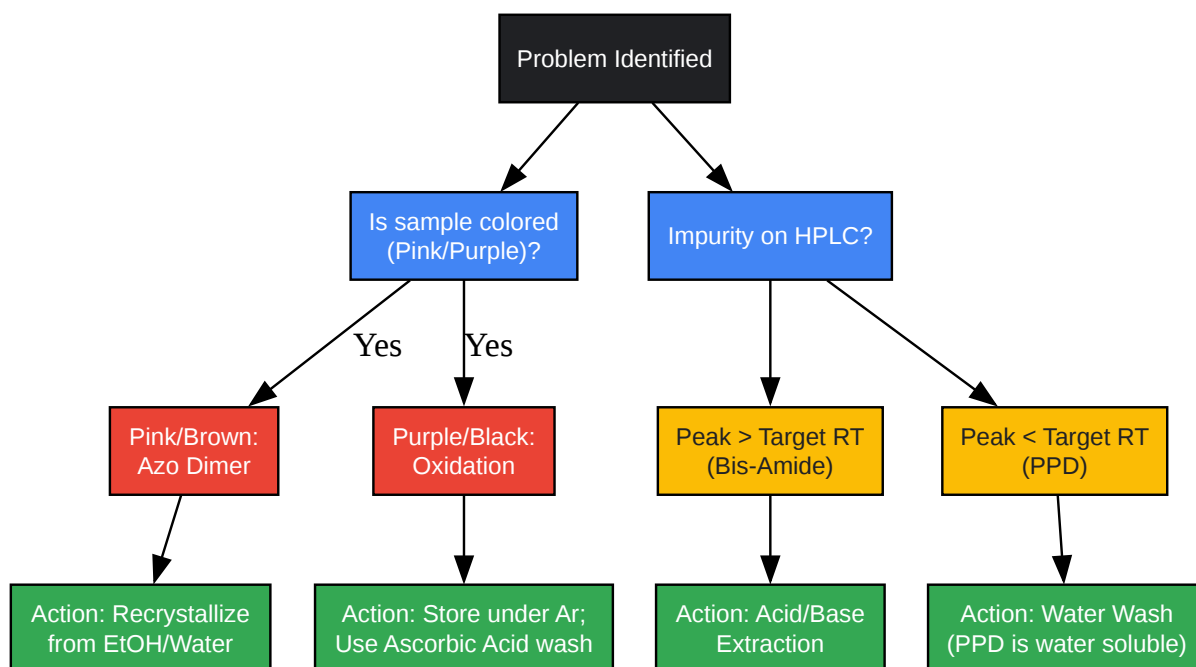 Problem Identified
Is sample colored
(Pink/Purple)?
Impurity on HPLC?
Yes
Yes
Pink/Brown:
Azo Dimer
Purple/Black:
Oxidation
Peak > Target RT
(Bis-Amide)
Peak < Target RT
(PPD)
Action: Recrystallize
from EtOH/Water
Action: Store under Ar;
Use Ascorbic Acid wash
Action: Acid/Base
Extraction
Action: Water Wash
(PPD is water soluble)